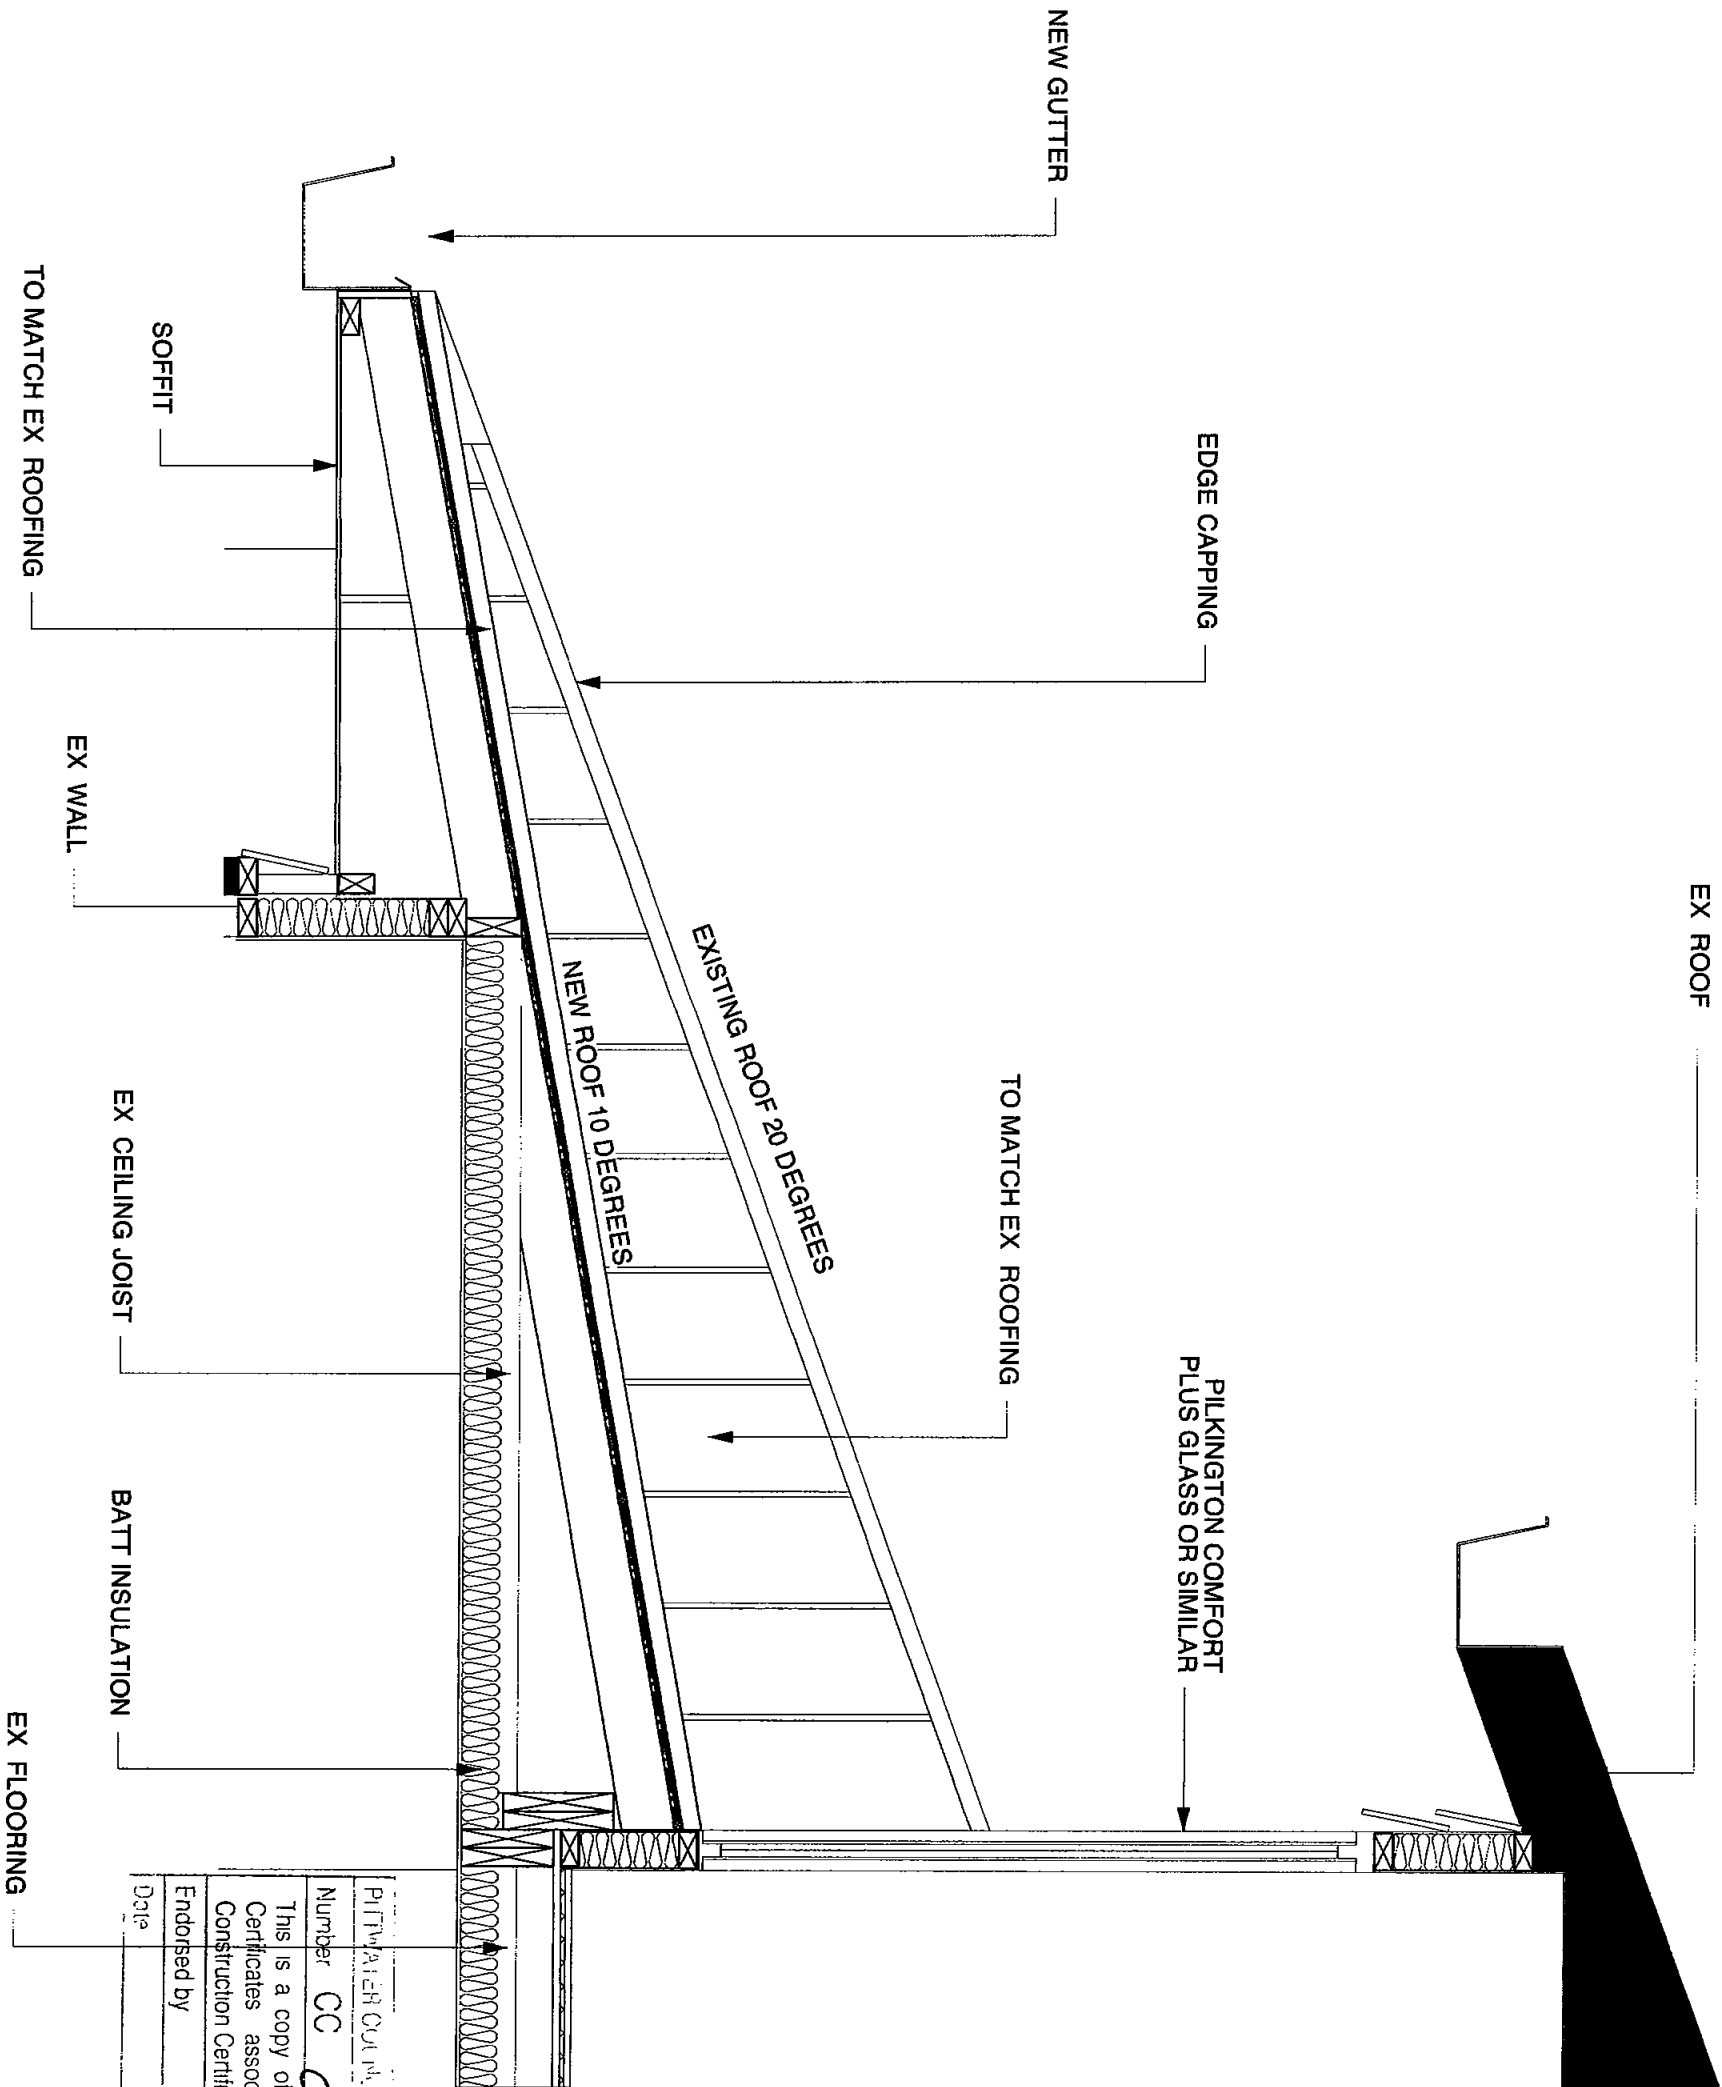 EX ROOF
PILKINGTON COMFORT
PLUS GLASS OR SIMILAR
EDGE CAPPING
NEW GUTTER
TO MATCH EX ROOFING
EXISTING ROOF 20 DEGREES
NEW ROOF 10 DEGREES
SOFFIT
TO MATCH EX ROOFING
EX WALL
EX CEILING JOIST
BATT INSULATION
EX FLOORING
PITTWATER
Number CC
This is a copy of
Certificates
Construction
Endorsed by
Date